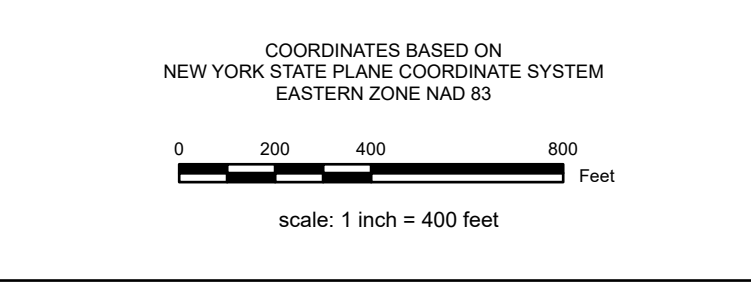 COORDINATES BASED ON
NEW YORK STATE PLANE COORDINATE SYSTEM
EASTERN ZONE NAD 83
0 200 400 800
Feet
scale: 1 inch = 400 feet